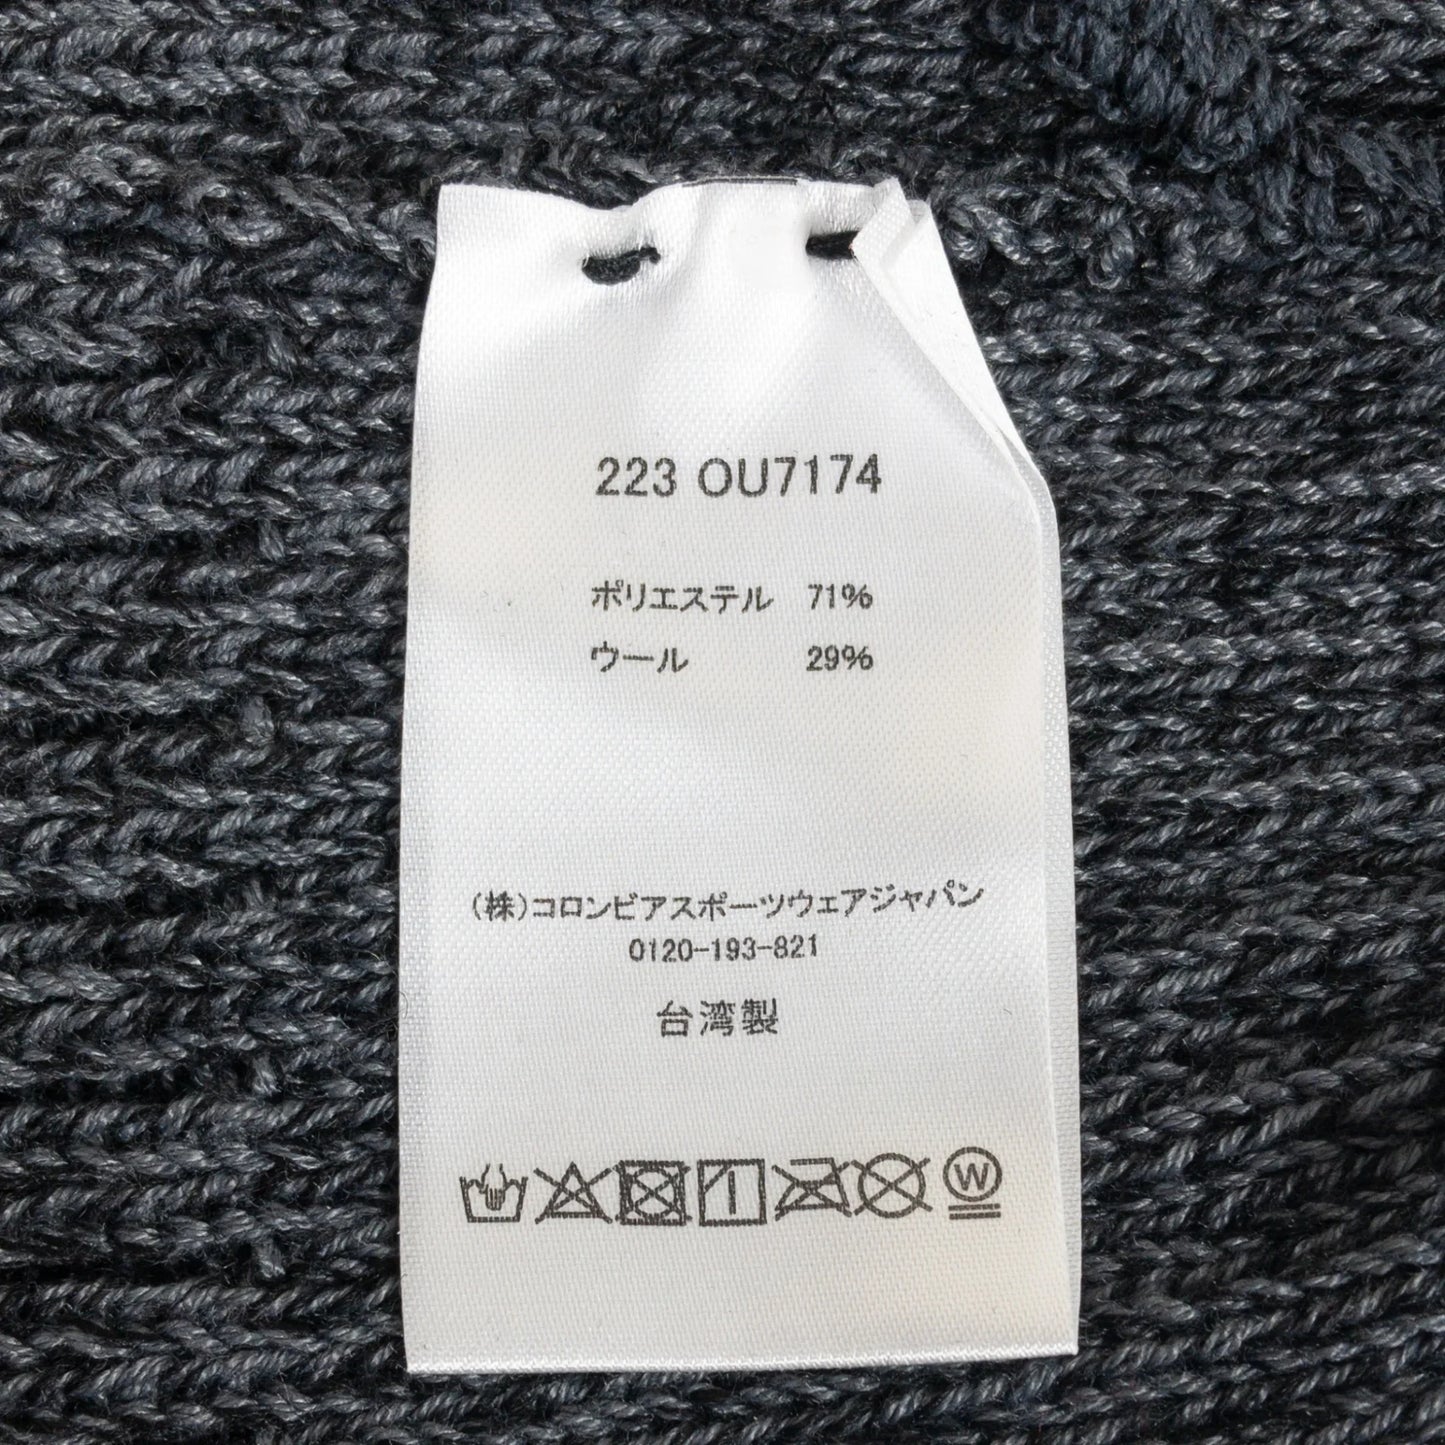 223 OU7174
ポリエステル 71%
ウール 29%
(株)コロンビアスポーツウェアジャパン
0120-193-821
台湾製
W